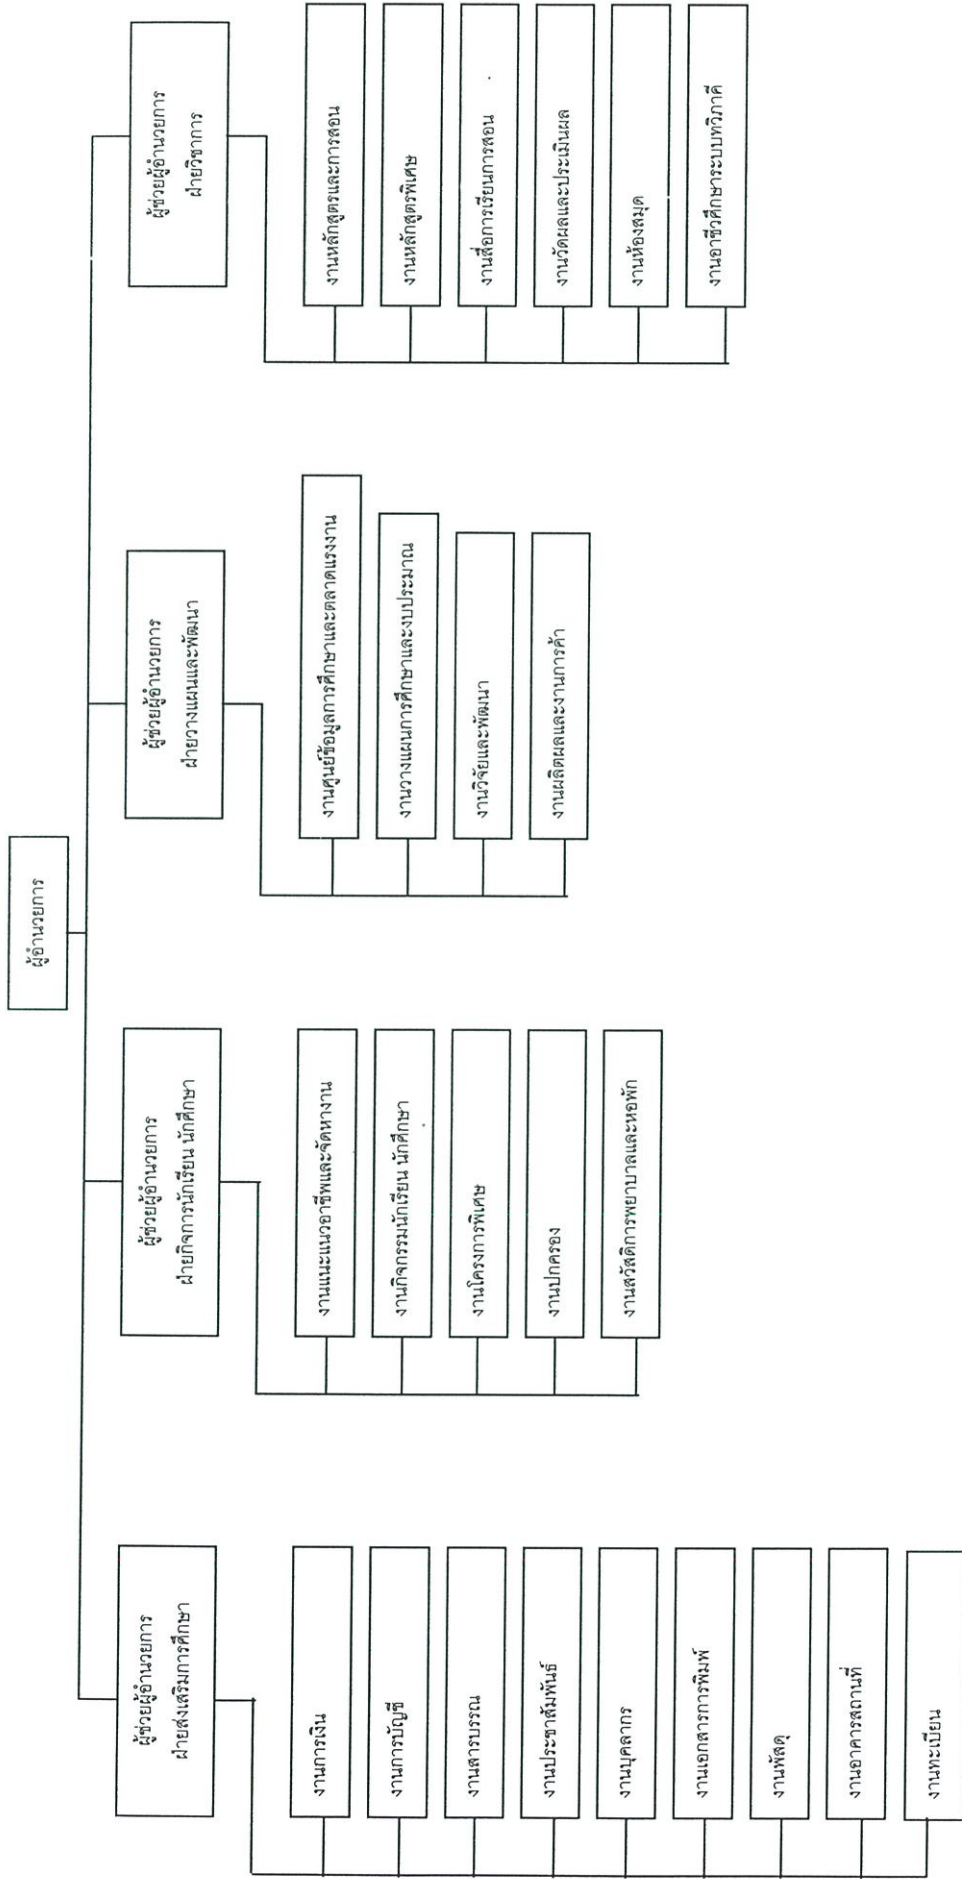 ผู้อำนวยการ
ผู้ช่วยผู้อำนวยการ
ฝ่ายส่งเสริมการศึกษา
งานการเงิน
งานการบัญชี
งานสารบรรณ
งานประชาสัมพันธ์
งานบุคลากร
งานเอกสารการพิมพ์
งานพัสดุ
งานอาคารสถานที่
งานทะเบียน
ผู้ช่วยผู้อำนวยการ
ฝ่ายกิจการนักเรียน นักศึกษา
งานแนะแนวอาชีพและจัดหางาน
งานกิจกรรมนักเรียน นักศึกษา
งานโครงการพิเศษ
งานปกครอง
งานสวัสดิการพยาบาลและหอพัก
ผู้ช่วยผู้อำนวยการ
ฝ่ายวางแผนและพัฒนา
งานศูนย์ข้อมูลการศึกษาและตลาดแรงงาน
งานวางแผนการศึกษาและงบประมาณ
งานวิจัยและพัฒนา
งานผลิตผลและงานการค้า
ผู้ช่วยผู้อำนวยการ
ฝ่ายวิชาการ
งานหลักสูตรและการสอน
งานหลักสูตรพิเศษ
งานสื่อการเรียนการสอน
งานวัดผลและประเมินผล
งานห้องสมุด
งานอาชีวศึกษาระบบทวิภาคี